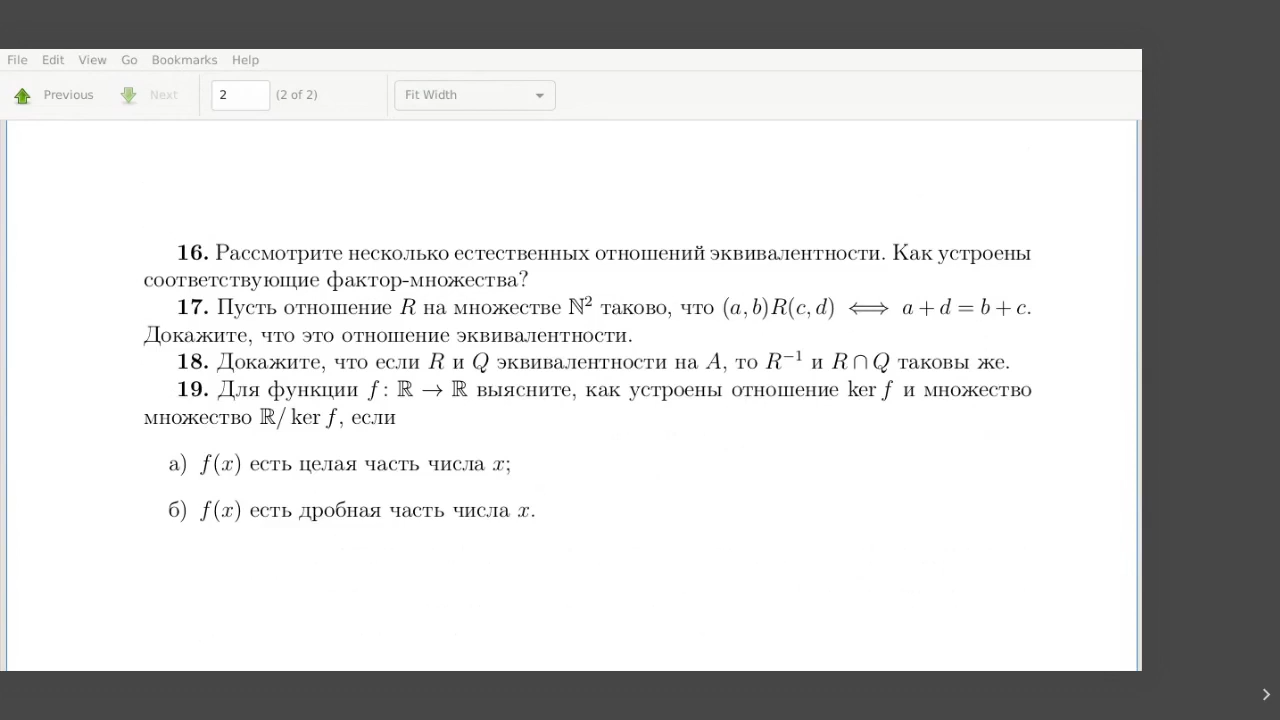 File Edit View Go Bookmarks Help
Previous Next 2 (2 of 2) Fit Width
16. Рассмотрите несколько естественных отношений эквивалентности. Как устроены
соответствующие фактор-множества?
17. Пусть отношение R на множестве ℕ² таково, что (a, b)R(c, d) ⟺ a + d = b + c.
Докажите, что это отношение эквивалентности.
18. Докажите, что если R и Q эквивалентности на A, то R⁻¹ и R ∩ Q таковы же.
19. Для функции f : ℝ → ℝ выясните, как устроены отношение ker f и множество
множество ℝ/ ker f, если
а) f(x) есть целая часть числа x;
б) f(x) есть дробная часть числа x.